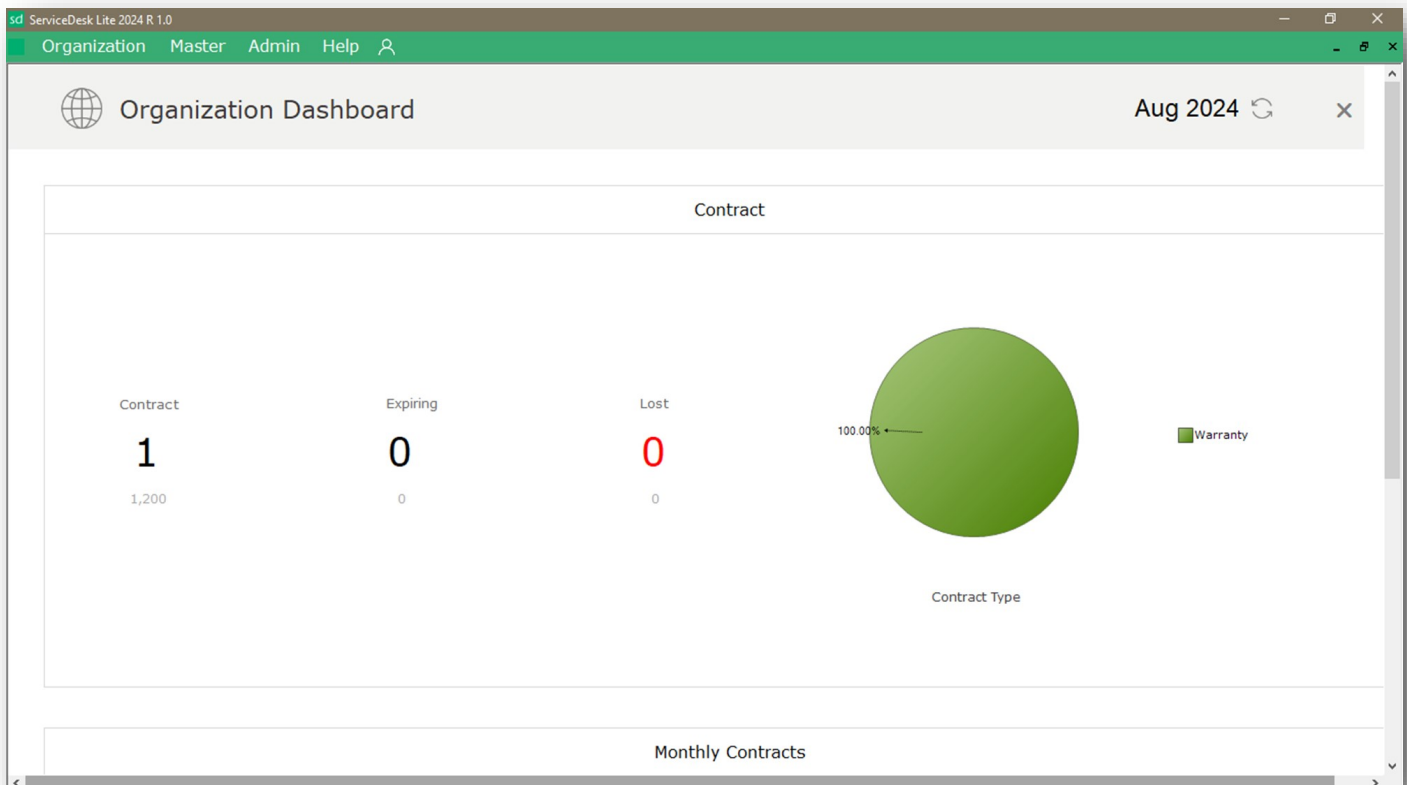 sd ServiceDesk Lite 2024 R 1.0
Organization Master Admin Help
Organization Dashboard
Aug 2024
Contract
Contract Expiring Lost
1 0 0
1,200 0 0
100.00%
Warranty
Contract Type
Monthly Contracts